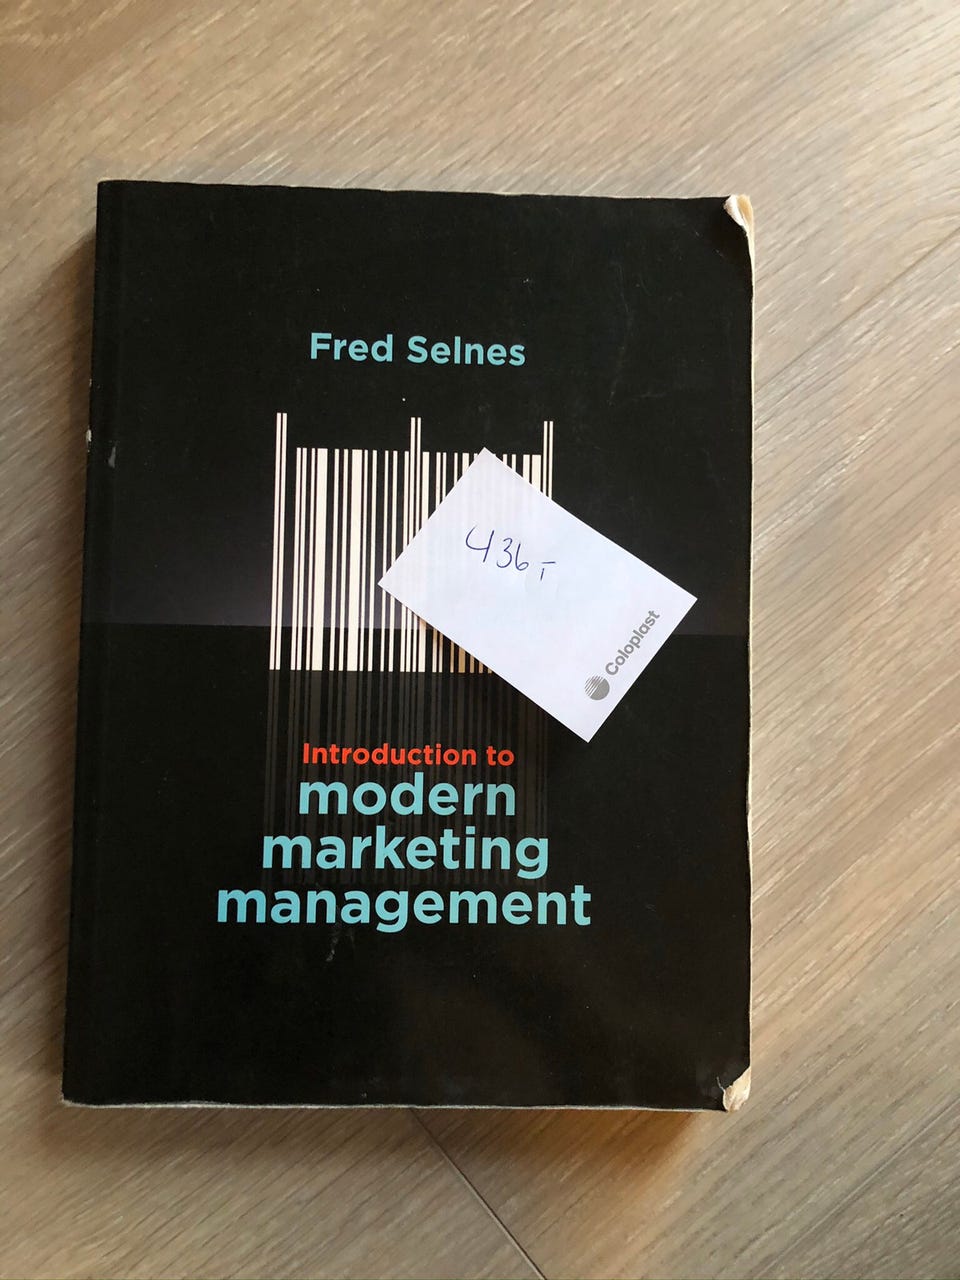 Fred Selnes
436,-
Coloplast
Introduction to
modern
marketing
management